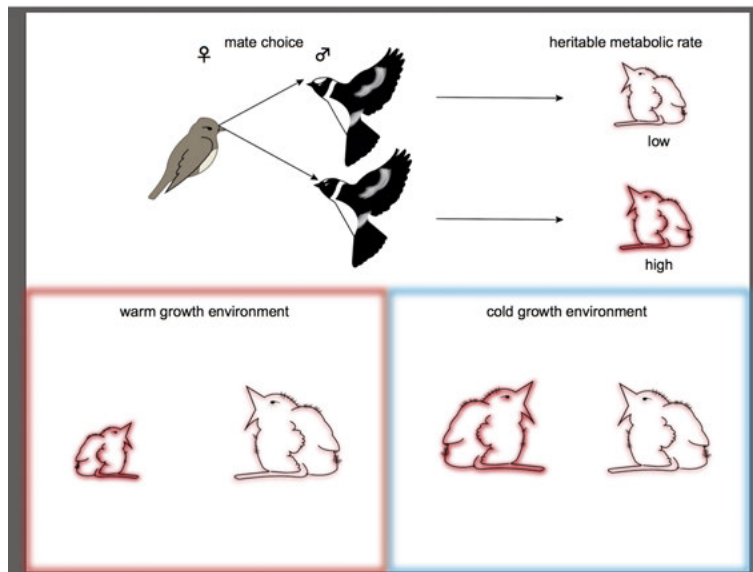 ♀ mate choice ♂
heritable metabolic rate
low
high
warm growth environment
cold growth environment